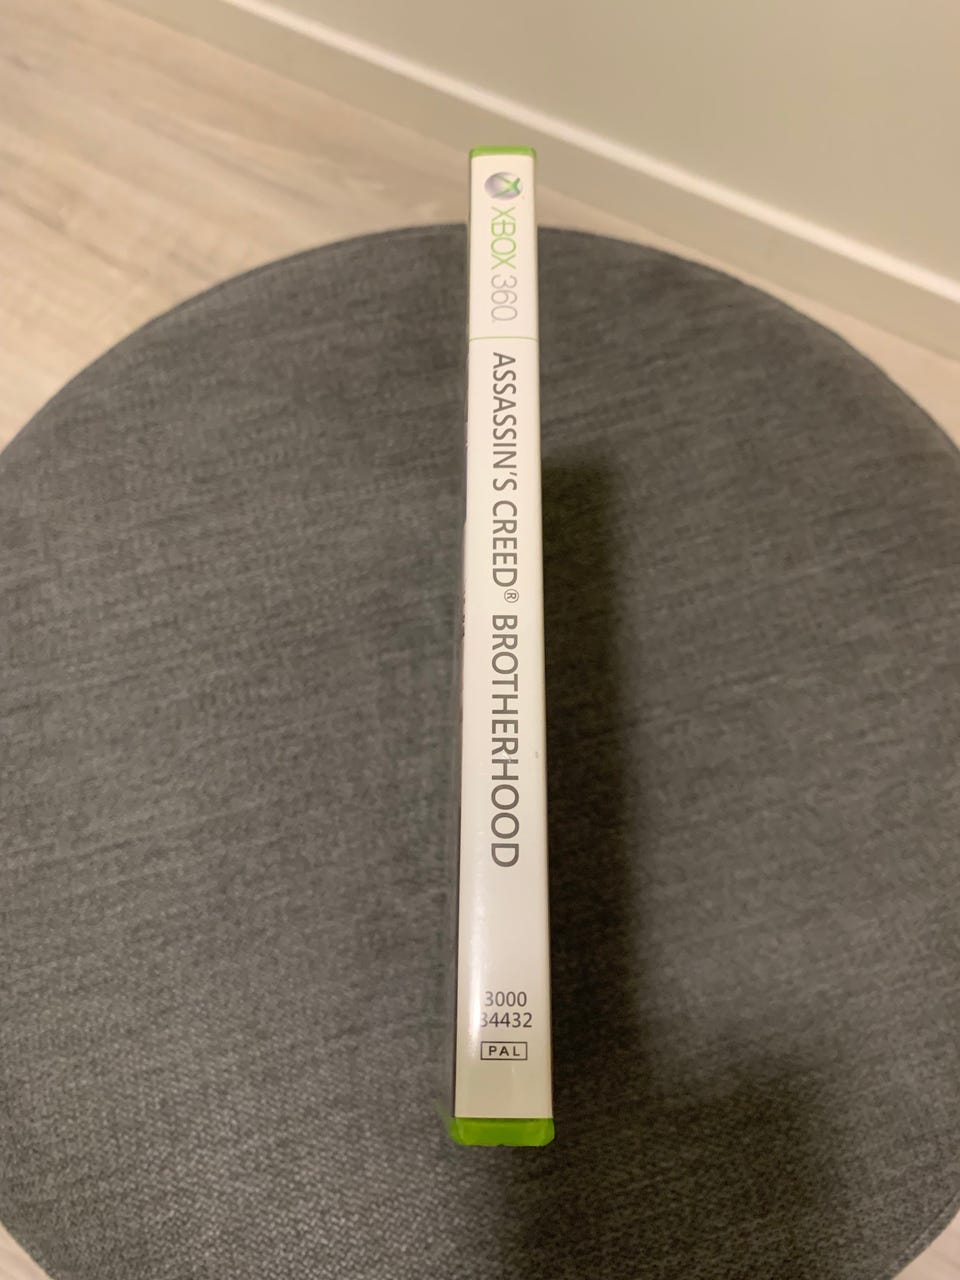 XBOX 360
ASSASSIN'S CREED® BROTHERHOOD
3000
34432
PAL